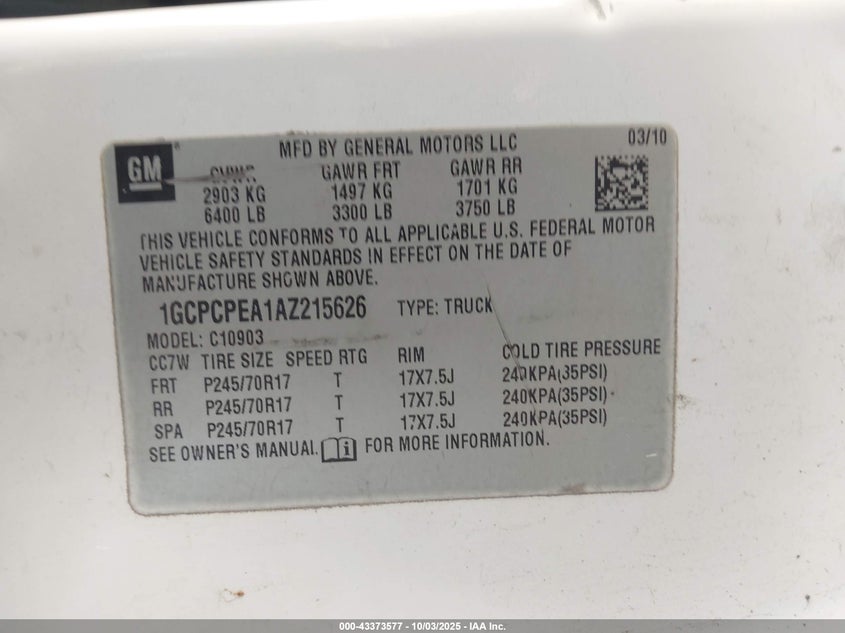 GM
MFD BY GENERAL MOTORS LLC 03/10
GVWR GAWR FRT GAWR RR
2903 KG 1497 KG 1701 KG
6400 LB 3300 LB 3750 LB
THIS VEHICLE CONFORMS TO ALL APPLICABLE U.S. FEDERAL MOTOR
VEHICLE SAFETY STANDARDS IN EFFECT ON THE DATE OF
MANUFACTURE SHOWN ABOVE.
1GCPCPEA1AZ215626 TYPE: TRUCK
MODEL: C10903
CC7W TIRE SIZE SPEED RTG RIM COLD TIRE PRESSURE
FRT P245/70R17 T 17X7.5J 240KPA(35PSI)
RR P245/70R17 T 17X7.5J 240KPA(35PSI)
SPA P245/70R17 T 17X7.5J 240KPA(35PSI)
SEE OWNER'S MANUAL i FOR MORE INFORMATION.
000-43373577 - 10/03/2025 - IAA Inc.